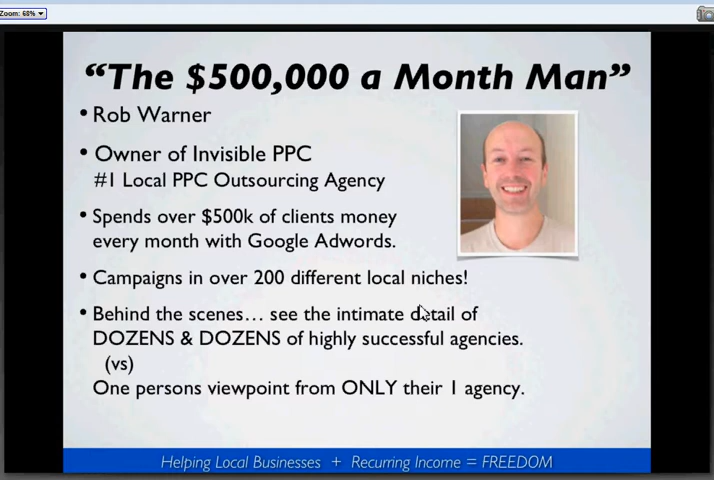 Zoom: 68%
“The $500,000 a Month Man”
• Rob Warner
• Owner of Invisible PPC
#1 Local PPC Outsourcing Agency
• Spends over $500k of clients money
every month with Google Adwords.
• Campaigns in over 200 different local niches!
• Behind the scenes... see the intimate detail of
DOZENS & DOZENS of highly successful agencies.
(vs)
One persons viewpoint from ONLY their 1 agency.
Helping Local Businesses + Recurring Income = FREEDOM